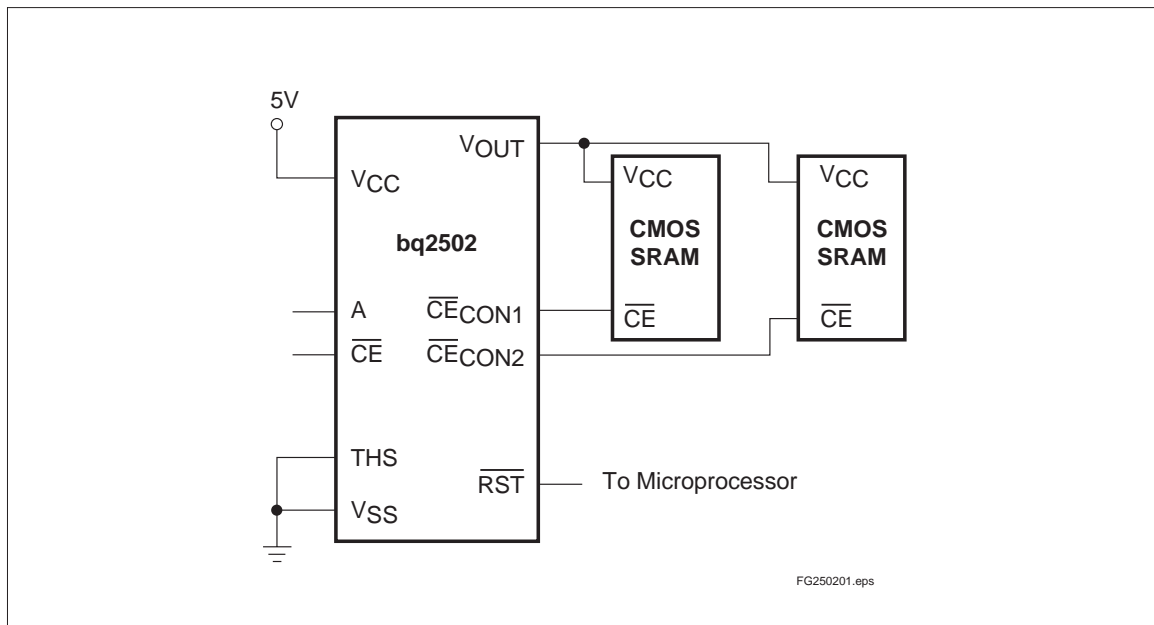 5V
VOUT
VCC
bq2502
A
CECON1
CE
CECON2
THS
RST
VSS
VCC
CMOS
SRAM
CE
VCC
CMOS
SRAM
CE
To Microprocessor
FG250201.eps